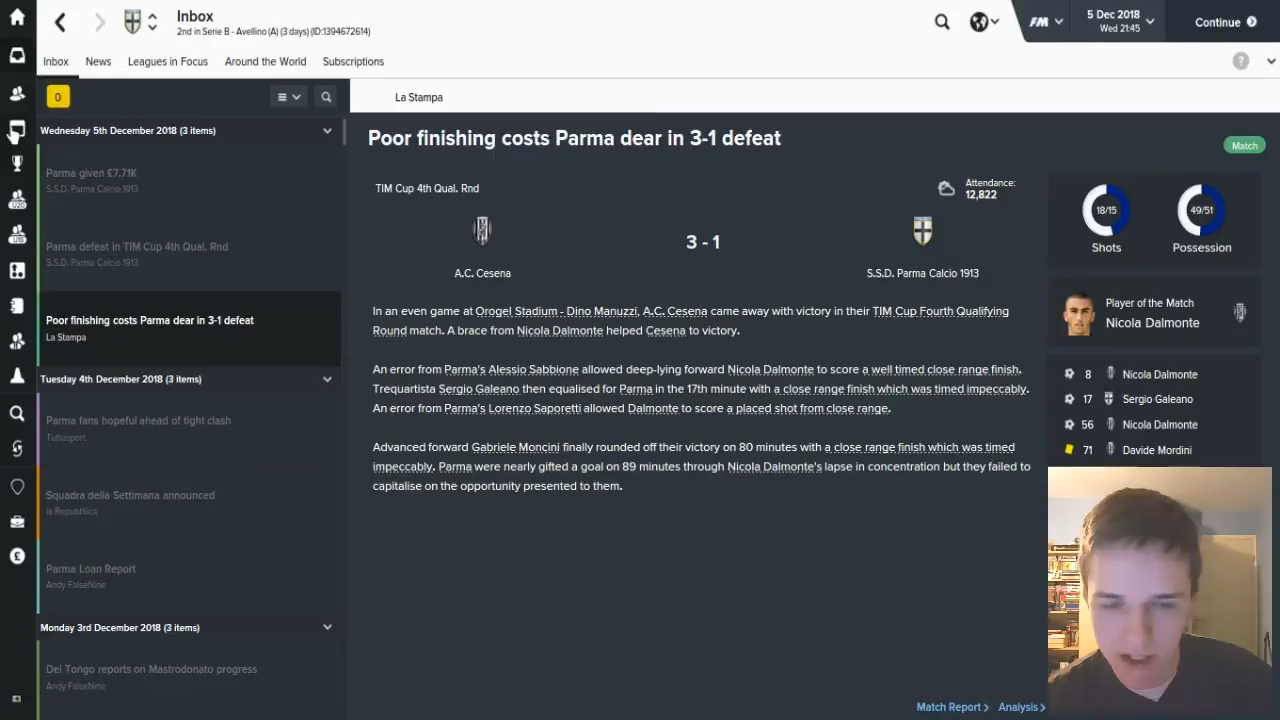 Inbox
2nd in Serie B - Avellino (A) (3 days) (ID:1394672614)
FM
5 Dec 2018
Wed 21:45
Continue
Inbox News Leagues in Focus Around the World Subscriptions
?
0
La Stampa
Wednesday 5th December 2018 (3 items)
Parma given £7.71K
S.S.D. Parma Calcio 1913
Parma defeat in TIM Cup 4th Qual. Rnd
S.S.D. Parma Calcio 1913
Poor finishing costs Parma dear in 3-1 defeat
La Stampa
Tuesday 4th December 2018 (3 items)
Parma fans hopeful ahead of tight clash
Tuttosport
Squadra della Settimana announced
la Repubblica
Parma Loan Report
Andy FalseNine
Monday 3rd December 2018 (3 items)
Del Tongo reports on Mastrodonato progress
Andy FalseNine
U20
U18
Poor finishing costs Parma dear in 3-1 defeat
Match
TIM Cup 4th Qual. Rnd
Attendance:
12,822
3 - 1
A.C. Cesena
S.S.D. Parma Calcio 1913
In an even game at Orogel Stadium - Dino Manuzzi, A.C. Cesena came away with victory in their TIM Cup Fourth Qualifying
Round match. A brace from Nicola Dalmonte helped Cesena to victory.
An error from Parma's Alessio Sabbione allowed deep-lying forward Nicola Dalmonte to score a well timed close range finish.
Trequartista Sergio Galeano then equalised for Parma in the 17th minute with a close range finish which was timed impeccably.
An error from Parma's Lorenzo Saporetti allowed Dalmonte to score a placed shot from close range.
Advanced forward Gabriele Moncini finally rounded off their victory on 80 minutes with a close range finish which was timed
impeccably. Parma were nearly gifted a goal on 89 minutes through Nicola Dalmonte's lapse in concentration but they failed to
capitalise on the opportunity presented to them.
Match Report
Analysis
18/15
Shots
49/51
Possession
Player of the Match
Nicola Dalmonte
8 Nicola Dalmonte
17 Sergio Galeano
56 Nicola Dalmonte
71 Davide Mordini